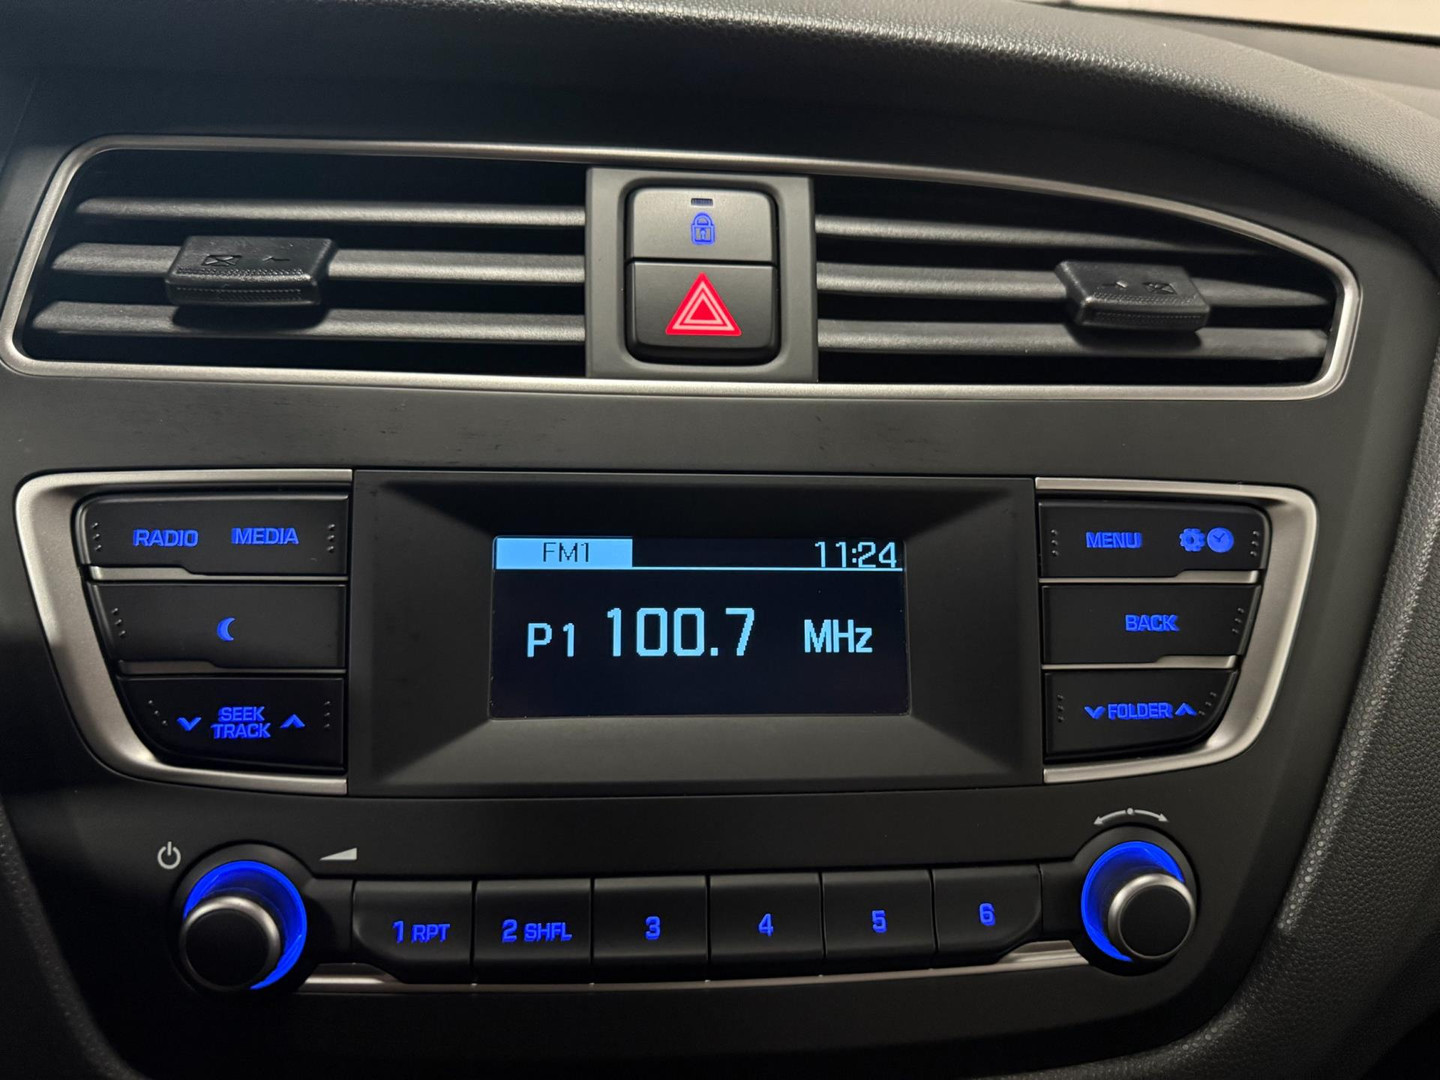 FM1 11:24
P1 100.7 MHz
RADIO MEDIA
SEEK
TRACK
MENU
BACK
FOLDER
1 RPT 2 SHFL 3 4 5 6